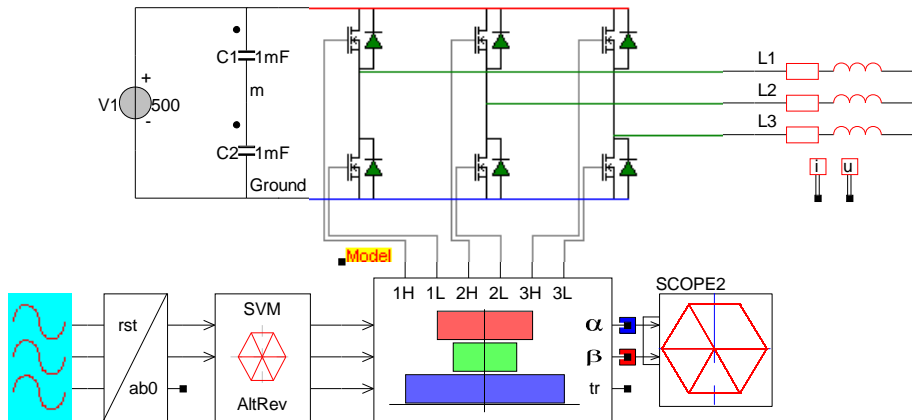 C1 1mF
L1
+
V1 500
m
L2
-
L3
C2 1mF
i u
Ground
Model
SCOPE2
1H 1L 2H 2L 3H 3L
rst
SVM
α
β
ab0
AltRev
tr